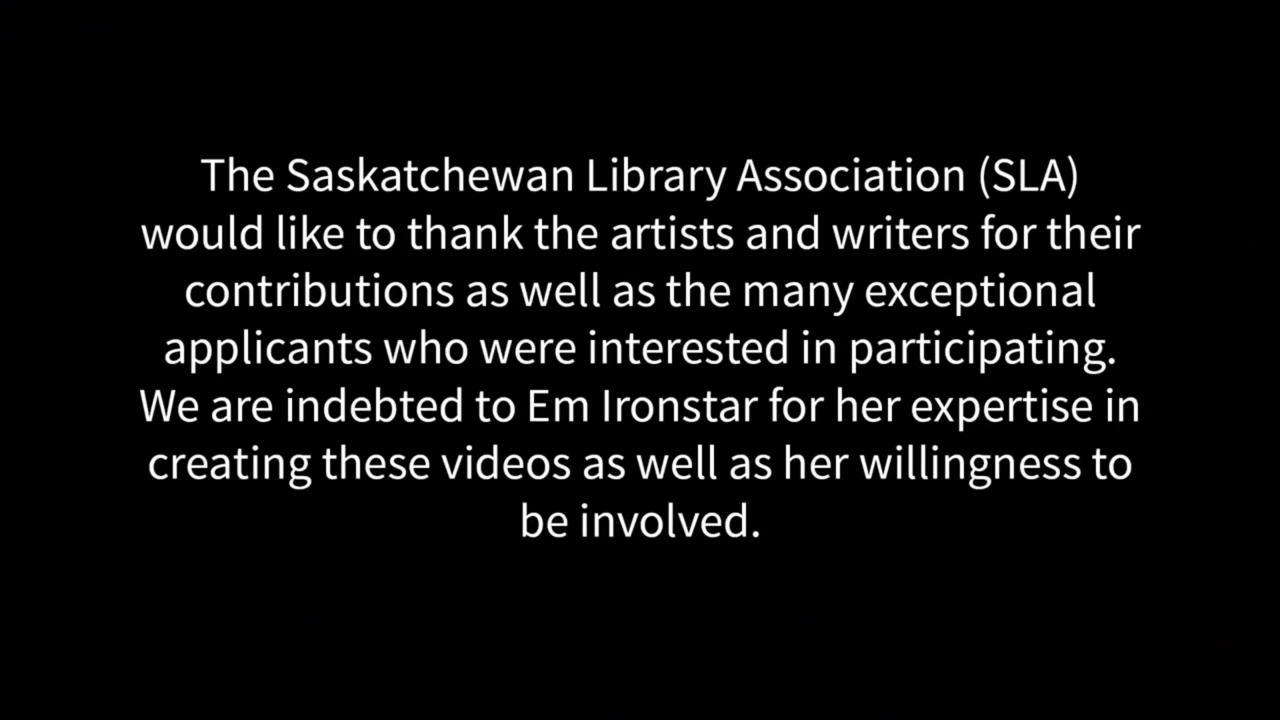 The Saskatchewan Library Association (SLA)
would like to thank the artists and writers for their
contributions as well as the many exceptional
applicants who were interested in participating.
We are indebted to Em Ironstar for her expertise in
creating these videos as well as her willingness to
be involved.